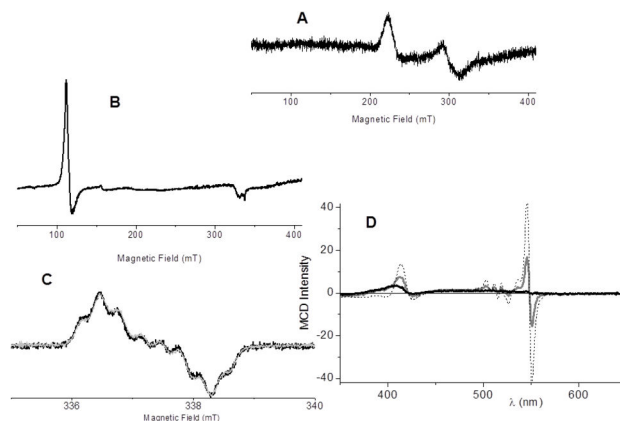 A
100 200 300 400
Magnetic Field (mT)
B
100 200 300 400
Magnetic Field (mT)
C
336 338 340
Magnetic Field (mT)
D
MCD Intensity
40
20
0
-20
-40
400 500 600
λ (nm)